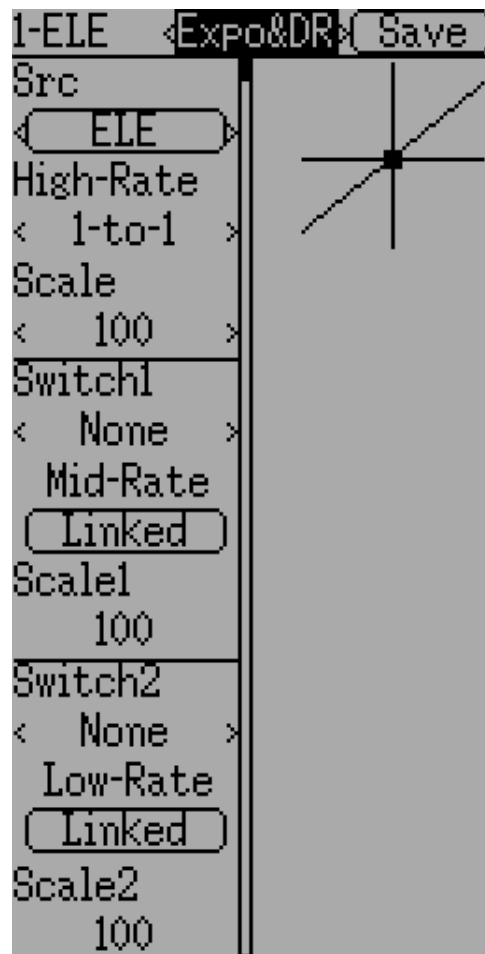 1-ELE <Expo&DR> Save
Src
ELE
High-Rate
< 1-to-1 >
Scale
< 100 >
Switch1
< None >
Mid-Rate
Linked
Scale1
100
Switch2
< None >
Low-Rate
Linked
Scale2
100